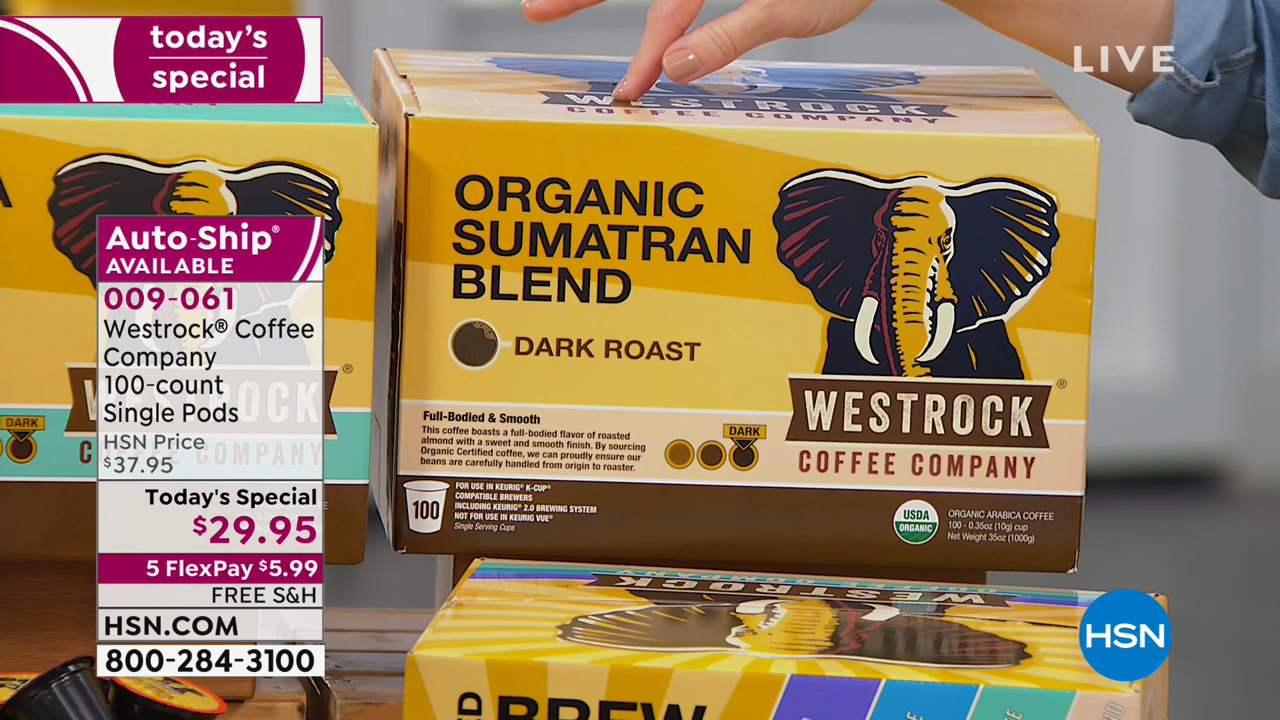 today's
special
LIVE
Auto-Ship®
AVAILABLE
009-061
Westrock® Coffee
Company
100-count
Single Pods
HSN Price
$37.95
Today's Special
$29.95
5 FlexPay $5.99
FREE S&H
HSN.COM
800-284-3100
WESTROCK
COFFEE COMPANY
ORGANIC
SUMATRAN
BLEND
DARK ROAST
Full-Bodied & Smooth
This coffee boasts a full-bodied flavor of roasted
almond with a sweet and smooth finish. By sourcing
Organic Certified coffee, we can proudly ensure our
beans are carefully handled from origin to roaster.
DARK
WESTROCK®
COFFEE COMPANY
100
FOR USE IN KEURIG® K-CUP®
COMPATIBLE BREWERS
INCLUDING KEURIG® 2.0 BREWING SYSTEM
NOT FOR USE IN KEURIG VUE®
Single Serving Cups
USDA
ORGANIC
ORGANIC ARABICA COFFEE
100 - 0.35oz (10g) cup
Net Weight 35oz (1000g)
DARK
WESTROCK®
COFFEE COMPANY
WESTROCK
COFFEE COMPANY
BREW
HSN